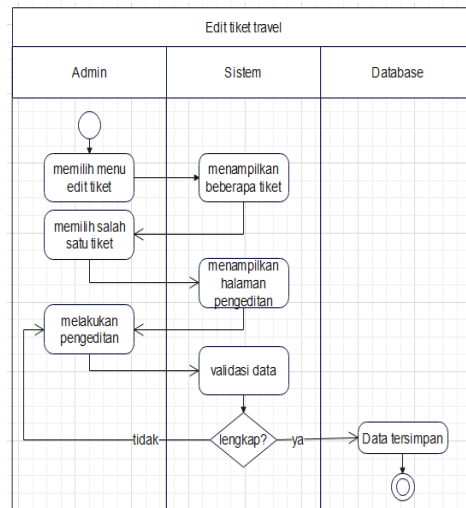 Edit tiket travel
Admin
Sistem
Database
memilih menu
edit tiket
menampilkan
beberapa tiket
memilih salah
satu tiket
menampilkan
halaman
pengeditan
melakukan
pengeditan
validasi data
lengkap?
tidak
ya
Data tersimpan